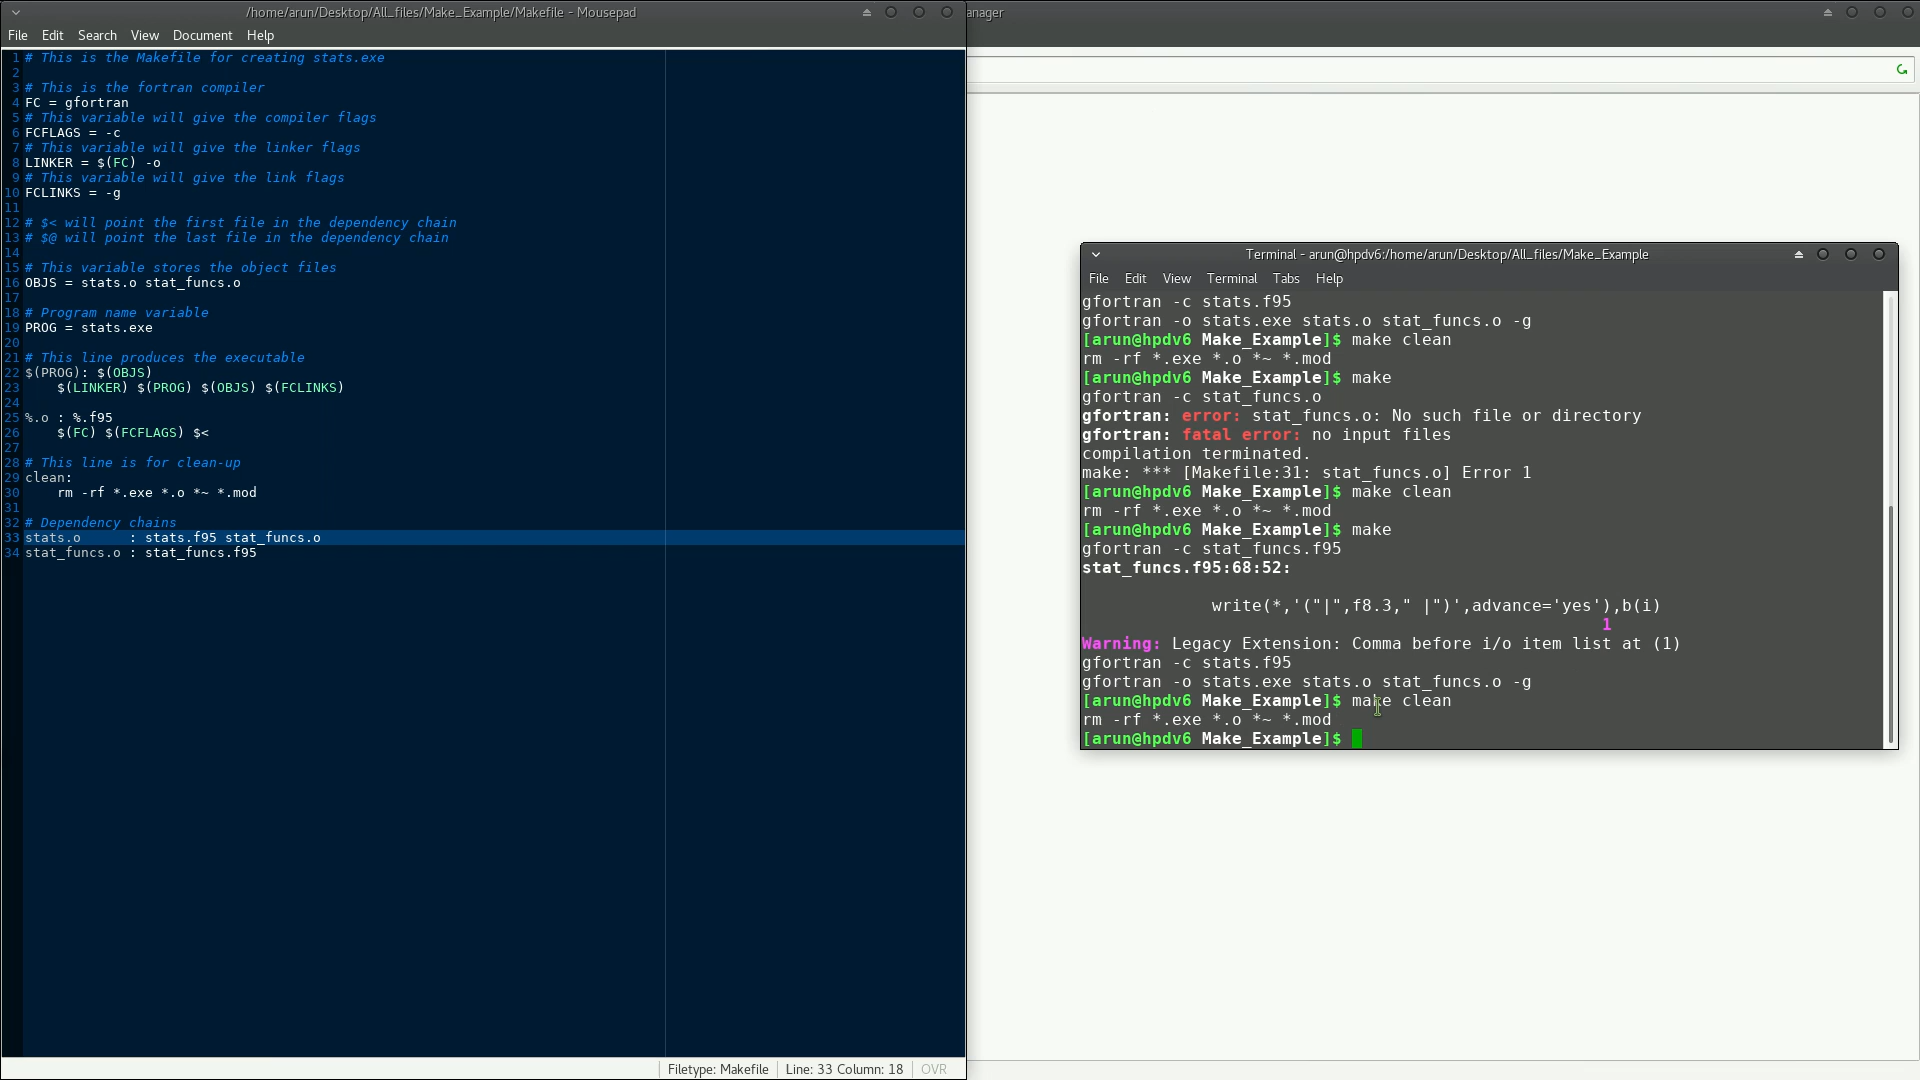 /home/arun/Desktop/All_files/Make_Example/Makefile - Mousepad
File Edit Search View Document Help
1 # This is the Makefile for creating stats.exe
2
3 # This is the fortran compiler
4 FC = gfortran
5 # This variable will give the compiler flags
6 FCFLAGS = -c
7 # This variable will give the linker flags
8 LINKER = $(FC) -o
9 # This variable will give the link flags
10 FCLINKS = -g
11
12 # $< will point the first file in the dependency chain
13 # $@ will point the last file in the dependency chain
14
15 # This variable stores the object files
16 OBJS = stats.o stat_funcs.o
17
18 # Program name variable
19 PROG = stats.exe
20
21 # This line produces the executable
22 $(PROG): $(OBJS)
23 $(LINKER) $(PROG) $(OBJS) $(FCLINKS)
24
25 %.o : %.f95
26 $(FC) $(FCFLAGS) $<
27
28 # This line is for clean-up
29 clean:
30 rm -rf *.exe *.o *~ *.mod
31
32 # Dependency chains
33 stats.o : stats.f95 stat_funcs.o
34 stat_funcs.o : stat_funcs.f95
Filetype: Makefile Line: 33 Column: 18 OVR
anager
Terminal - arun@hpdv6:/home/arun/Desktop/All_files/Make_Example
File Edit View Terminal Tabs Help
gfortran -c stats.f95
gfortran -o stats.exe stats.o stat_funcs.o -g
[arun@hpdv6 Make_Example]$ make clean
rm -rf *.exe *.o *~ *.mod
[arun@hpdv6 Make_Example]$ make
gfortran -c stat_funcs.o
gfortran: error: stat_funcs.o: No such file or directory
gfortran: fatal error: no input files
compilation terminated.
make: *** [Makefile:31: stat_funcs.o] Error 1
[arun@hpdv6 Make_Example]$ make clean
rm -rf *.exe *.o *~ *.mod
[arun@hpdv6 Make_Example]$ make
gfortran -c stat_funcs.f95
stat_funcs.f95:68:52:
write(*,'("|",f8.3," |")',advance='yes'),b(i)
1
Warning: Legacy Extension: Comma before i/o item list at (1)
gfortran -c stats.f95
gfortran -o stats.exe stats.o stat_funcs.o -g
[arun@hpdv6 Make_Example]$ make clean
rm -rf *.exe *.o *~ *.mod
[arun@hpdv6 Make_Example]$